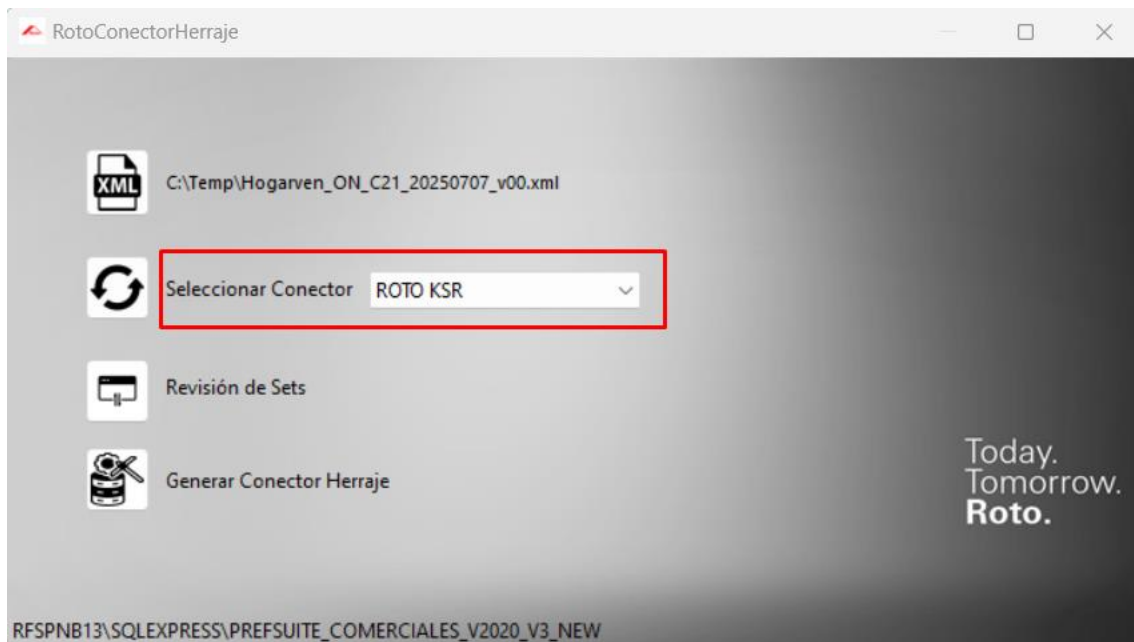 RotoConectorHerraje
XML
C:\Temp\Hogarven_ON_C21_20250707_v00.xml
Seleccionar Conector ROTO KSR
Revisión de Sets
Generar Conector Herraje
Today.
Tomorrow.
Roto.
RFSPNB13\SQLEXPRESS\PREFSUITE_COMERCIALES_V2020_V3_NEW